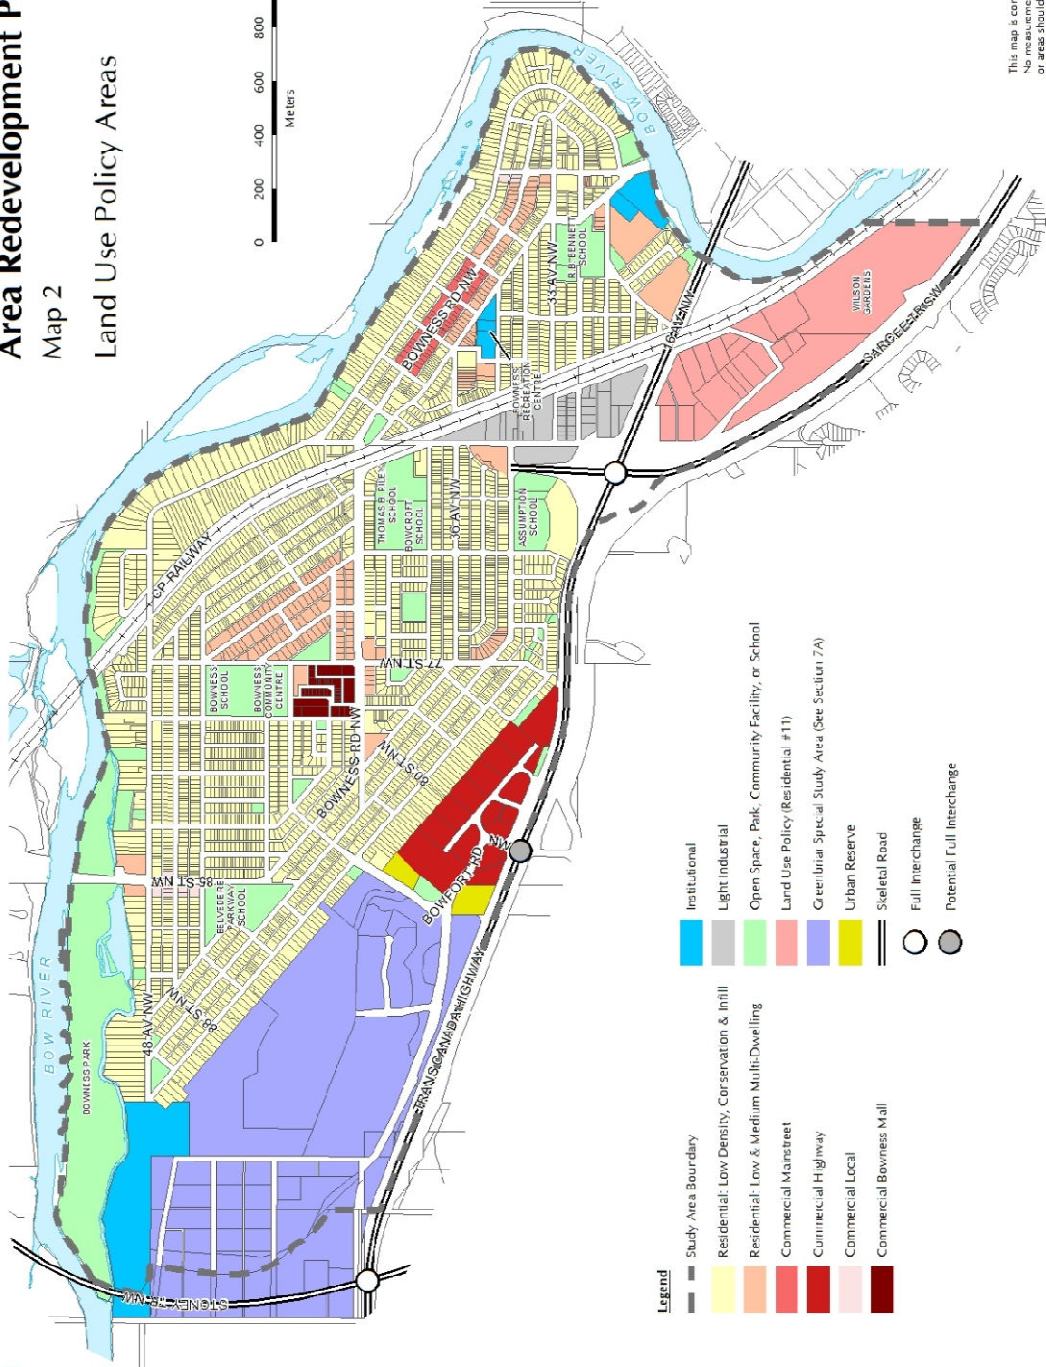 Area Redevelopment P
Map 2
Land Use Policy Areas
0 200 400 600 800
Meters
This map is con
No measureme
or areas should
BOW RIVER
BOW RIVER
BOWNESS PARK
48 AV NW
88 ST NW
85 ST NW
BELVEDERE
PARKWAY
SCHOOL
STONEY TR NW
TRANS CANADA HIGHWAY
BOWFORT RD NW
80 ST NW
BOWNESS RD NW
BOWNESS
SCHOOL
BOWNESS
COMMUNITY
CENTRE
77 ST NW
CP RAILWAY
THOMAS B. RILEY
SCHOOL
BOWCROFT
SCHOOL
36 AV NW
ASSUMPTION
SCHOOL
BOWNESS
RECREATION
CENTRE
BOWNESS RD NW
33 AV NW
R.B. BENNETT
SCHOOL
16 AV NW
WILSON
GARDENS
SARCEE TR SW
Legend
Study Area Boundary
Residential: Low Density, Conservation & Infill
Residential: Low & Medium Multi-Dwelling
Commercial Mainstreet
Commercial Highway
Commercial Local
Commercial Bowness Mall
Institutional
Light Industrial
Open Space, Park, Community Facility, or School
Land Use Policy (Residential #11)
Greenbriar Special Study Area (See Section 7A)
Urban Reserve
Skeletal Road
Full Interchange
Potential Full Interchange